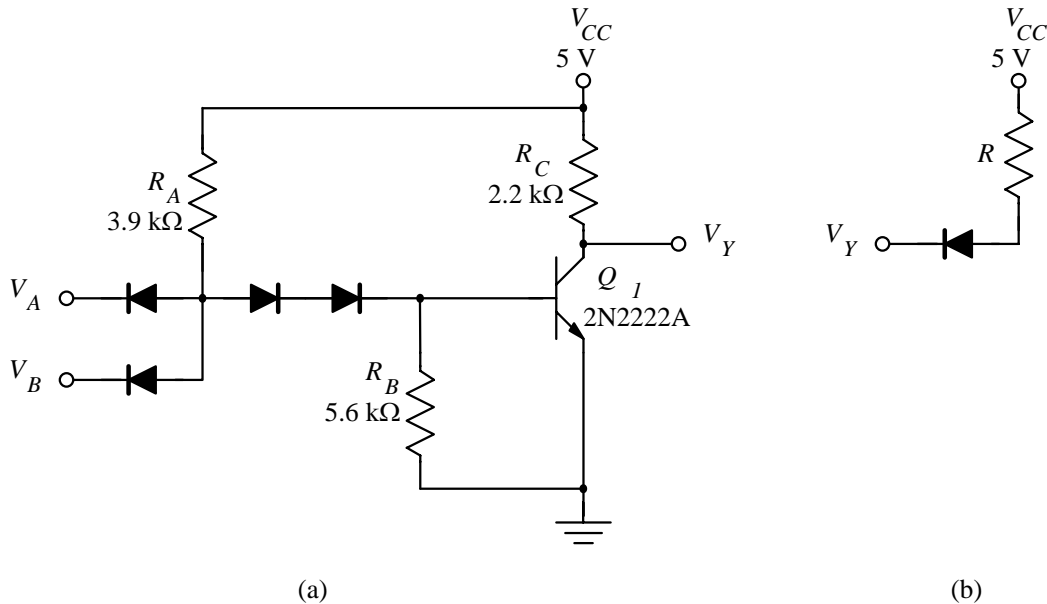 V_CC
5 V
R_A
3.9 kΩ
R_C
2.2 kΩ
V_Y
V_A
Q_1
2N2222A
V_B
R_B
5.6 kΩ
(a)
V_CC
5 V
R
V_Y
(b)